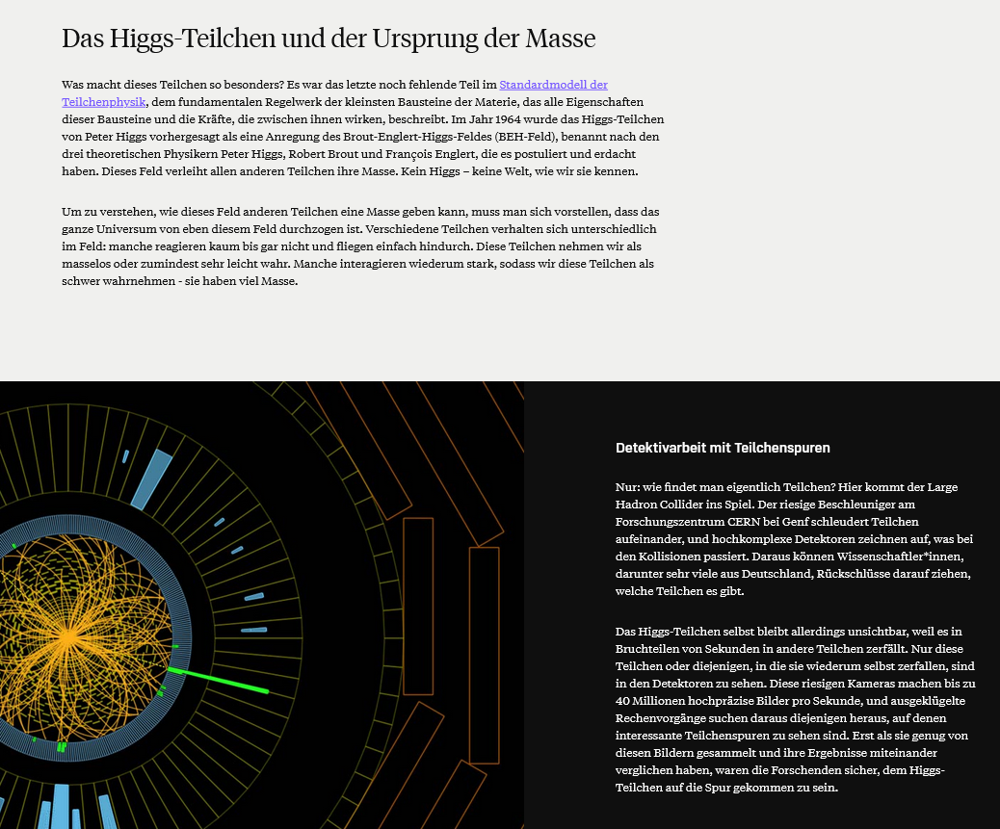 Das Higgs-Teilchen und der Ursprung der Masse
Was macht dieses Teilchen so besonders? Es war das letzte noch fehlende Teil im Standardmodell der
Teilchenphysik, dem fundamentalen Regelwerk der kleinsten Bausteine der Materie, das alle Eigenschaften
dieser Bausteine und die Kräfte, die zwischen ihnen wirken, beschreibt. Im Jahr 1964 wurde das Higgs-Teilchen
von Peter Higgs vorhergesagt als eine Anregung des Brout-Englert-Higgs-Feldes (BEH-Feld), benannt nach den
drei theoretischen Physikern Peter Higgs, Robert Brout und François Englert, die es postuliert und erdacht
haben. Dieses Feld verleiht allen anderen Teilchen ihre Masse. Kein Higgs – keine Welt, wie wir sie kennen.
Um zu verstehen, wie dieses Feld anderen Teilchen eine Masse geben kann, muss man sich vorstellen, dass das
ganze Universum von eben diesem Feld durchzogen ist. Verschiedene Teilchen verhalten sich unterschiedlich
im Feld: manche reagieren kaum bis gar nicht und fliegen einfach hindurch. Diese Teilchen nehmen wir als
masselos oder zumindest sehr leicht wahr. Manche interagieren wiederum stark, sodass wir diese Teilchen als
schwer wahrnehmen - sie haben viel Masse.
Detektivarbeit mit Teilchenspuren
Nur: wie findet man eigentlich Teilchen? Hier kommt der Large
Hadron Collider ins Spiel. Der riesige Beschleuniger am
Forschungszentrum CERN bei Genf schleudert Teilchen
aufeinander, und hochkomplexe Detektoren zeichnen auf, was bei
den Kollisionen passiert. Daraus können Wissenschaftler*innen,
darunter sehr viele aus Deutschland, Rückschlüsse darauf ziehen,
welche Teilchen es gibt.
Das Higgs-Teilchen selbst bleibt allerdings unsichtbar, weil es in
Bruchteilen von Sekunden in andere Teilchen zerfällt. Nur diese
Teilchen oder diejenigen, in die sie wiederum selbst zerfallen, sind
in den Detektoren zu sehen. Diese riesigen Kameras machen bis zu
40 Millionen hochpräzise Bilder pro Sekunde, und ausgeklügelte
Rechenvorgänge suchen daraus diejenigen heraus, auf denen
interessante Teilchenspuren zu sehen sind. Erst als sie genug von
diesen Bildern gesammelt und ihre Ergebnisse miteinander
verglichen haben, waren die Forschenden sicher, dem Higgs-
Teilchen auf die Spur gekommen zu sein.